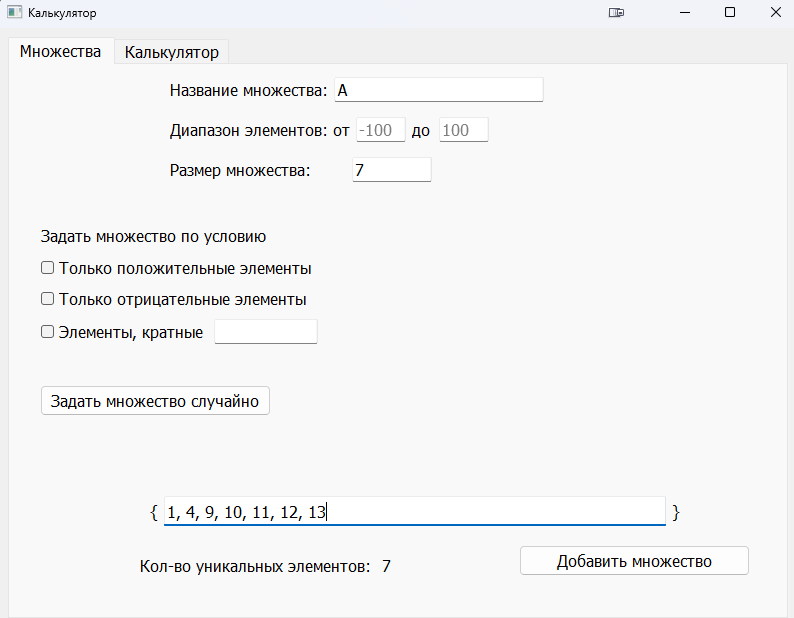 Калькулятор
Множества Калькулятор
Название множества: A
Диапазон элементов: от -100 до 100
Размер множества: 7
Задать множество по условию
Только положительные элементы
Только отрицательные элементы
Элементы, кратные
Задать множество случайно
{ 1, 4, 9, 10, 11, 12, 13 }
Кол-во уникальных элементов: 7
Добавить множество